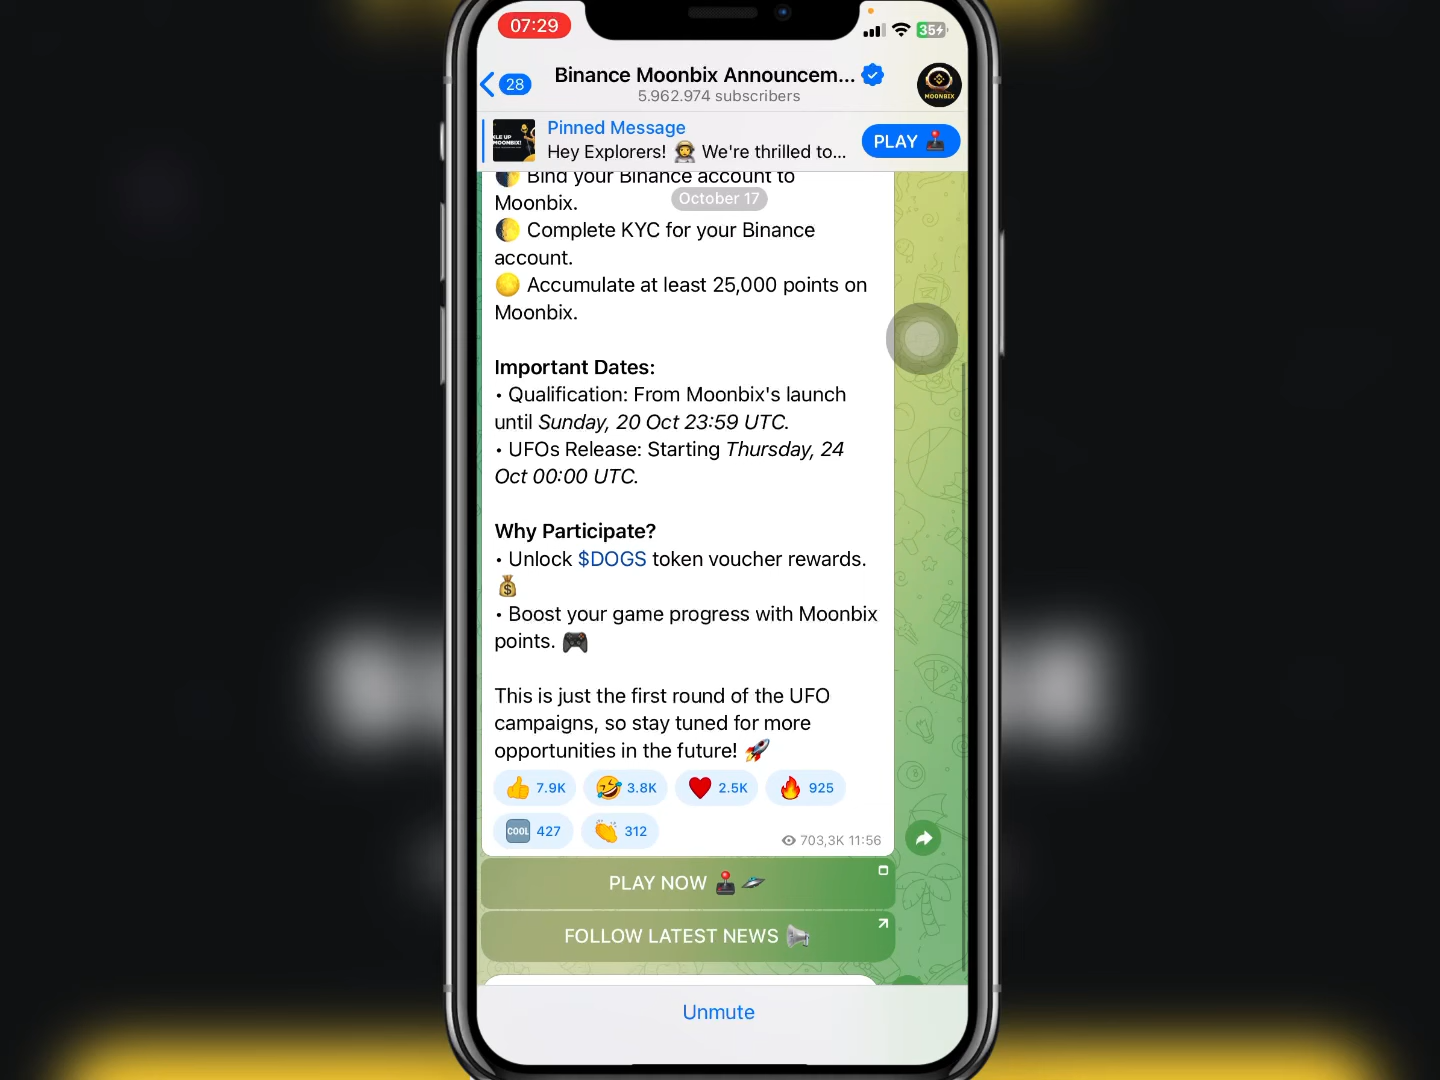 07:29
35
28
Binance Moonbix Announcem...
5.962.974 subscribers
MOONBIX
Pinned Message
Hey Explorers! 👩‍🚀 We're thrilled to...
PLAY 🕹️
🌓 Bind your Binance account to
Moonbix.
October 17
🌔 Complete KYC for your Binance
account.
🌕 Accumulate at least 25,000 points on
Moonbix.
Important Dates:
• Qualification: From Moonbix's launch
until Sunday, 20 Oct 23:59 UTC.
• UFOs Release: Starting Thursday, 24
Oct 00:00 UTC.
Why Participate?
• Unlock $DOGS token voucher rewards.
💰
• Boost your game progress with Moonbix
points. 🎮
This is just the first round of the UFO
campaigns, so stay tuned for more
opportunities in the future! 🚀
👍 7.9K 🤣 3.8K ❤️ 2.5K 🔥 925
🆒 427 👏 312
703,3K 11:56
PLAY NOW 🕹️🛸
FOLLOW LATEST NEWS 📢
Unmute